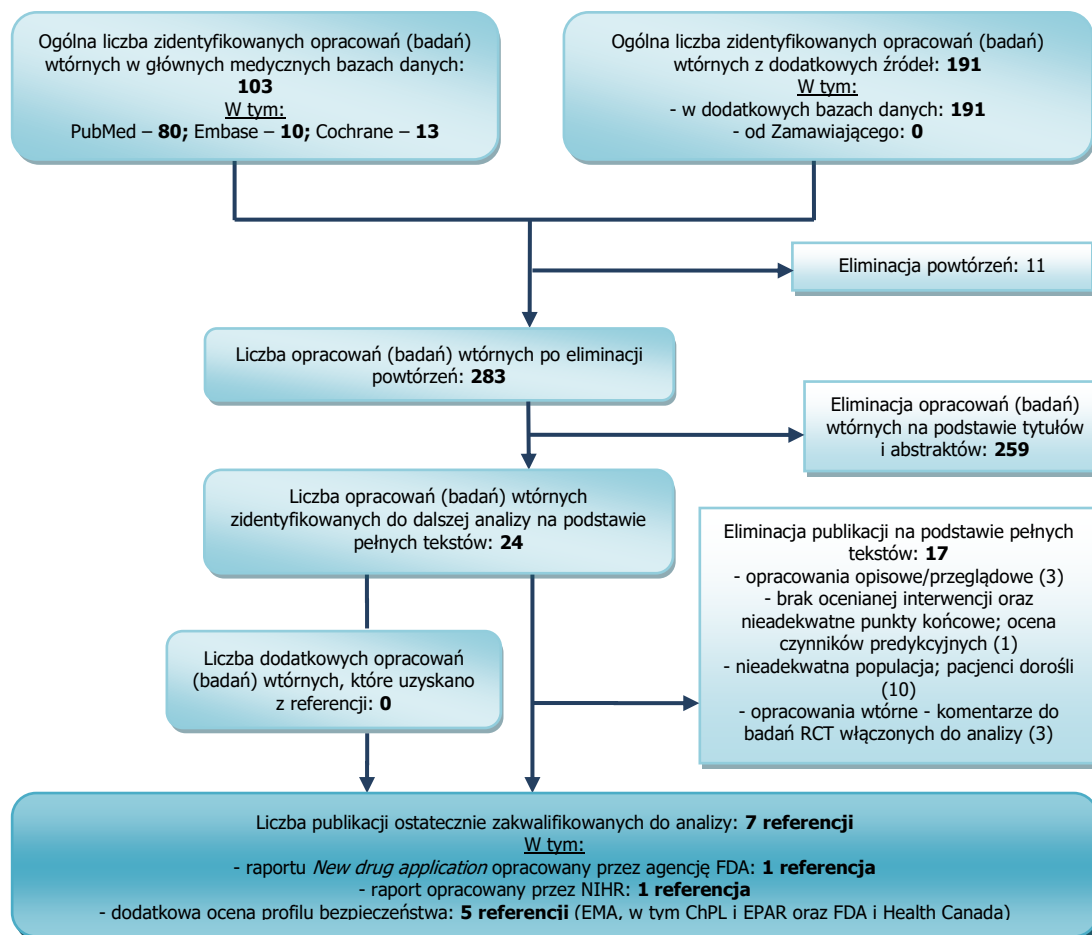 Ogólna liczba zidentyfikowanych opracowań (badań)
wtórnych w głównych medycznych bazach danych:
103
W tym:
PubMed – 80; Embase – 10; Cochrane – 13
Ogólna liczba zidentyfikowanych opracowań (badań)
wtórnych z dodatkowych źródeł: 191
W tym:
- w dodatkowych bazach danych: 191
- od Zamawiającego: 0
Eliminacja powtórzeń: 11
Liczba opracowań (badań) wtórnych po eliminacji
powtórzeń: 283
Eliminacja opracowań (badań)
wtórnych na podstawie tytułów
i abstraktów: 259
Liczba opracowań (badań) wtórnych
zidentyfikowanych do dalszej analizy na podstawie
pełnych tekstów: 24
Eliminacja publikacji na podstawie pełnych
tekstów: 17
- opracowania opisowe/przeglądowe (3)
- brak ocenianej interwencji oraz
nieadekwatne punkty końcowe; ocena
czynników predykcyjnych (1)
- nieadekwatna populacja; pacjenci dorośli
(10)
- opracowania wtórne - komentarze do
badań RCT włączonych do analizy (3)
Liczba dodatkowych opracowań
(badań) wtórnych, które uzyskano
z referencji: 0
Liczba publikacji ostatecznie zakwalifikowanych do analizy: 7 referencji
W tym:
- raportu New drug application opracowany przez agencję FDA: 1 referencja
- raport opracowany przez NIHR: 1 referencja
- dodatkowa ocena profilu bezpieczeństwa: 5 referencji (EMA, w tym ChPL i EPAR oraz FDA i Health Canada)